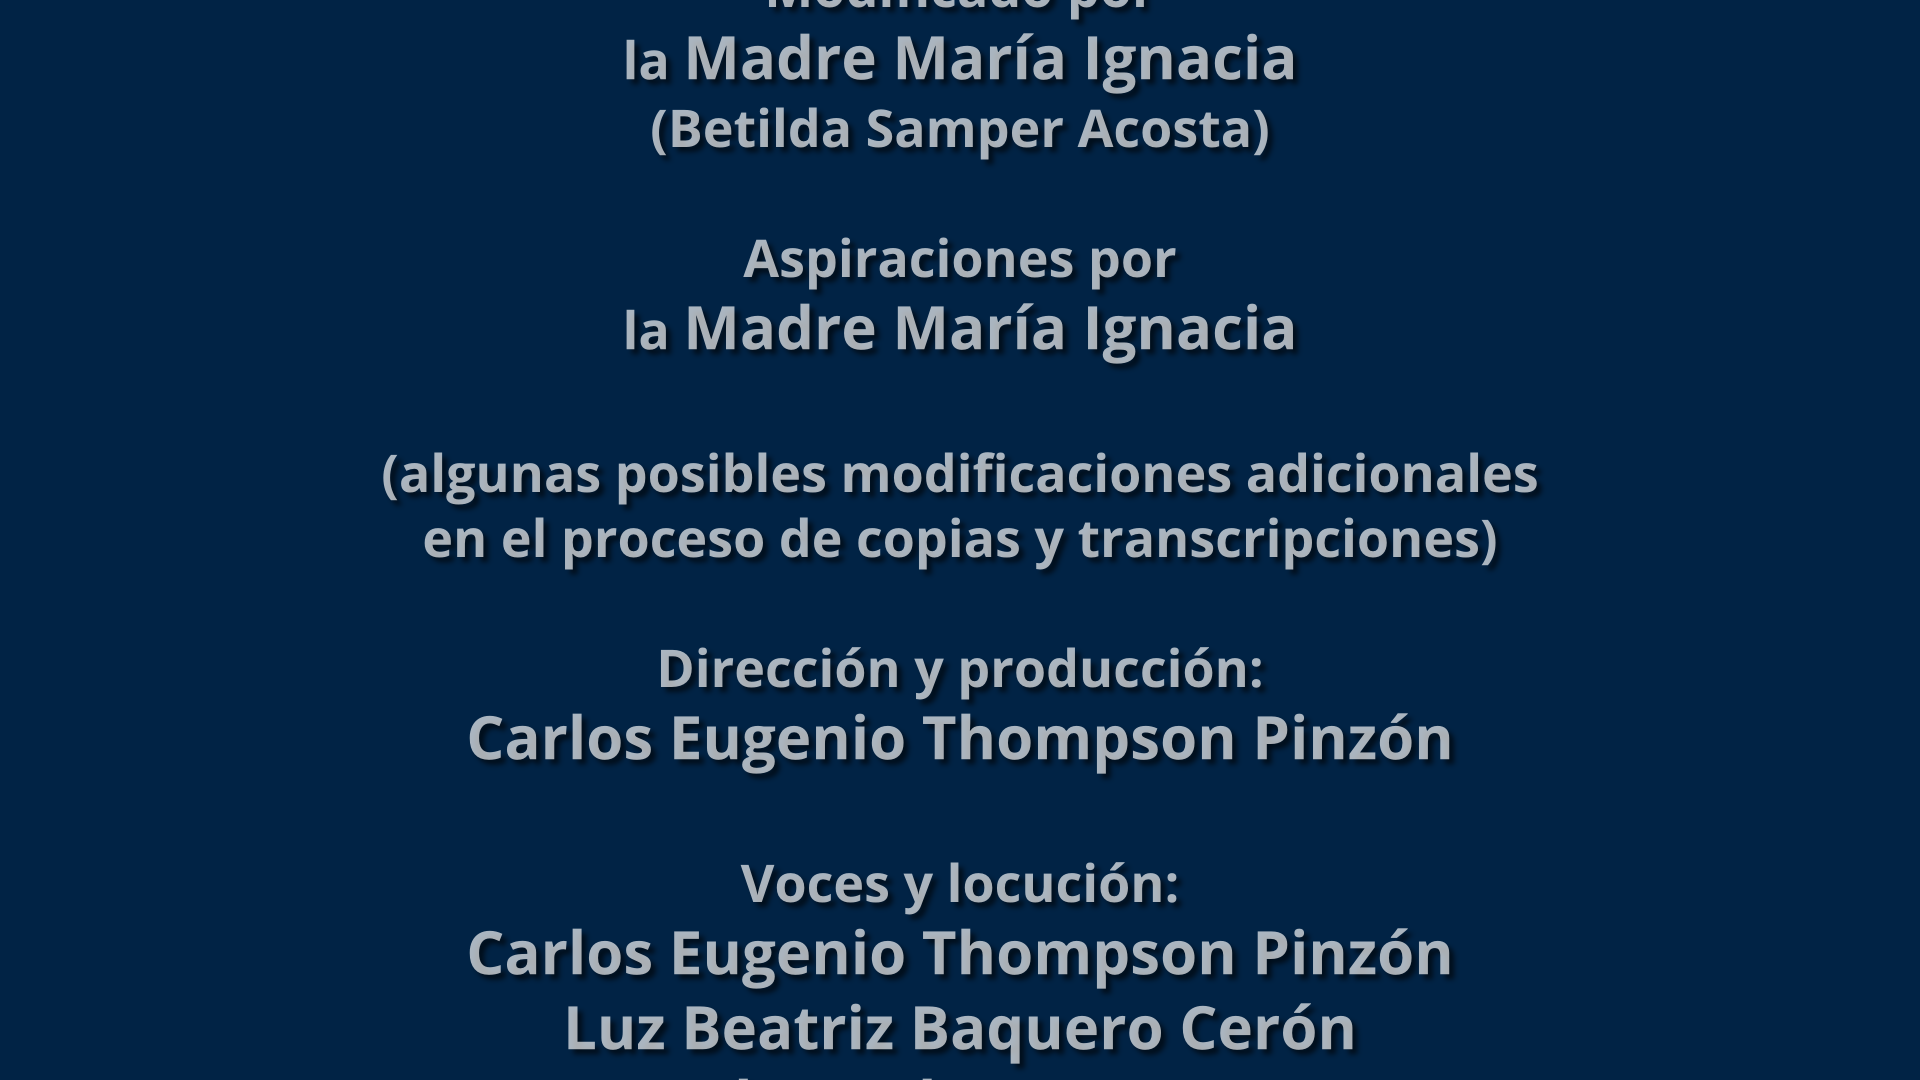 Modificado por
la Madre María Ignacia
(Betilda Samper Acosta)
Aspiraciones por
la Madre María Ignacia
(algunas posibles modificaciones adicionales
en el proceso de copias y transcripciones)
Dirección y producción:
Carlos Eugenio Thompson Pinzón
Voces y locución:
Carlos Eugenio Thompson Pinzón
Luz Beatriz Baquero Cerón